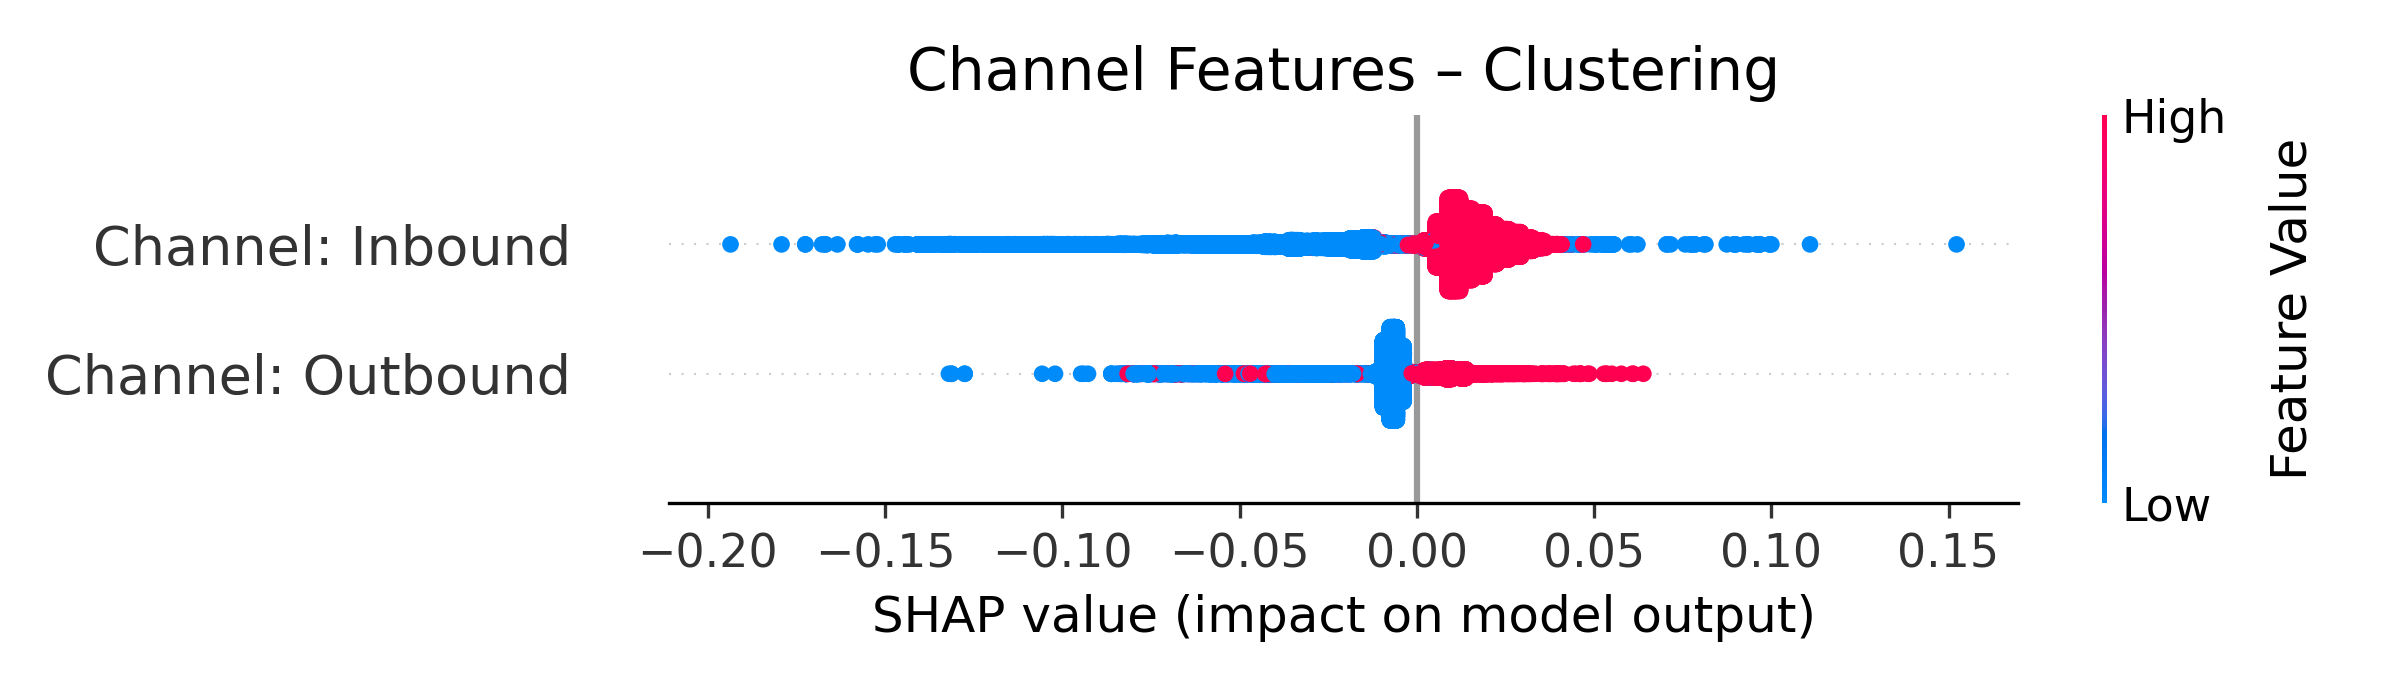 Channel Features – Clustering
High
Channel: Inbound
Channel: Outbound
Feature Value
Low
−0.20 −0.15 −0.10 −0.05 0.00 0.05 0.10 0.15
SHAP value (impact on model output)